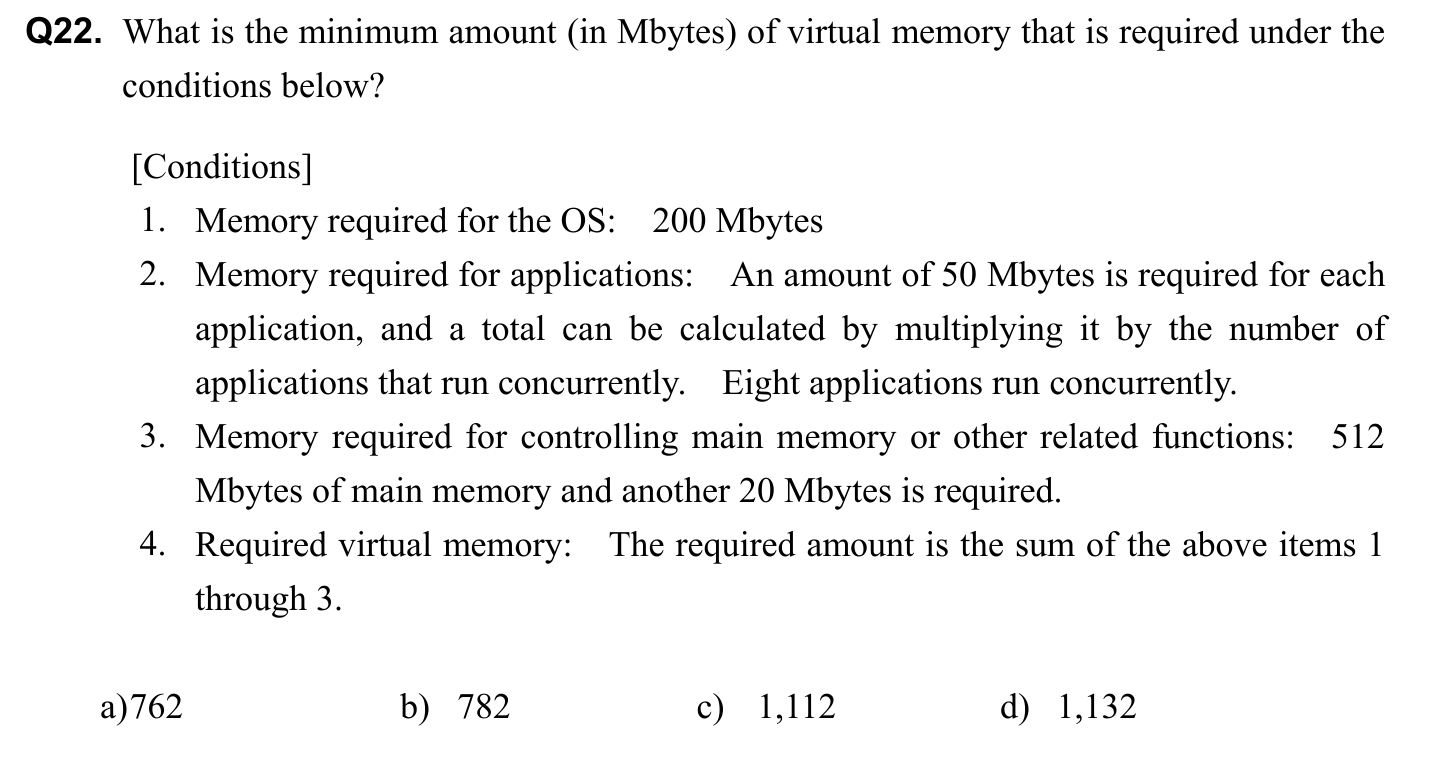 Q22. What is the minimum amount (in Mbytes) of virtual memory that is required under the
conditions below?
[Conditions]
1. Memory required for the OS: 200 Mbytes
2. Memory required for applications: An amount of 50 Mbytes is required for each
application, and a total can be calculated by multiplying it by the number of
applications that run concurrently. Eight applications run concurrently.
3. Memory required for controlling main memory or other related functions: 512
Mbytes of main memory and another 20 Mbytes is required.
4. Required virtual memory: The required amount is the sum of the above items 1
through 3.
a)762 b) 782 c) 1,112 d) 1,132